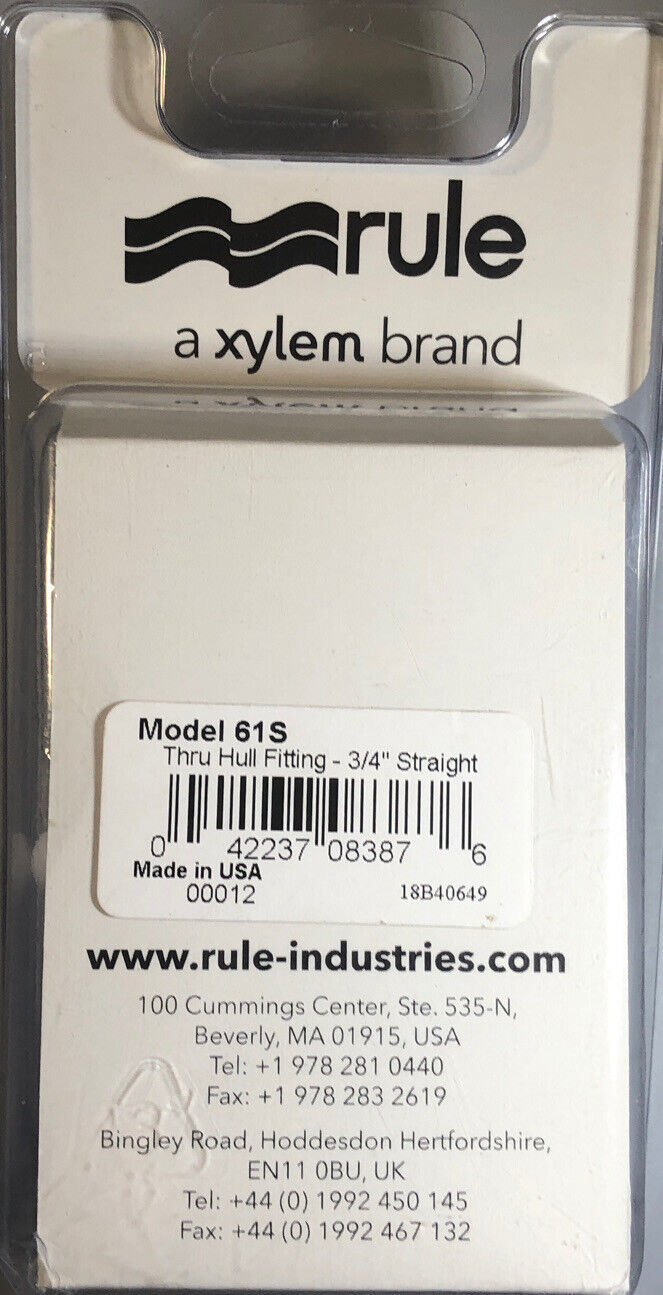 rule
a xylem brand
Model 61S
Thru Hull Fitting - 3/4" Straight
0 42237 08387 6
Made in USA
00012 18B40649
www.rule-industries.com
100 Cummings Center, Ste. 535-N,
Beverly, MA 01915, USA
Tel: +1 978 281 0440
Fax: +1 978 283 2619
Bingley Road, Hoddesdon Hertfordshire,
EN11 0BU, UK
Tel: +44 (0) 1992 450 145
Fax: +44 (0) 1992 467 132